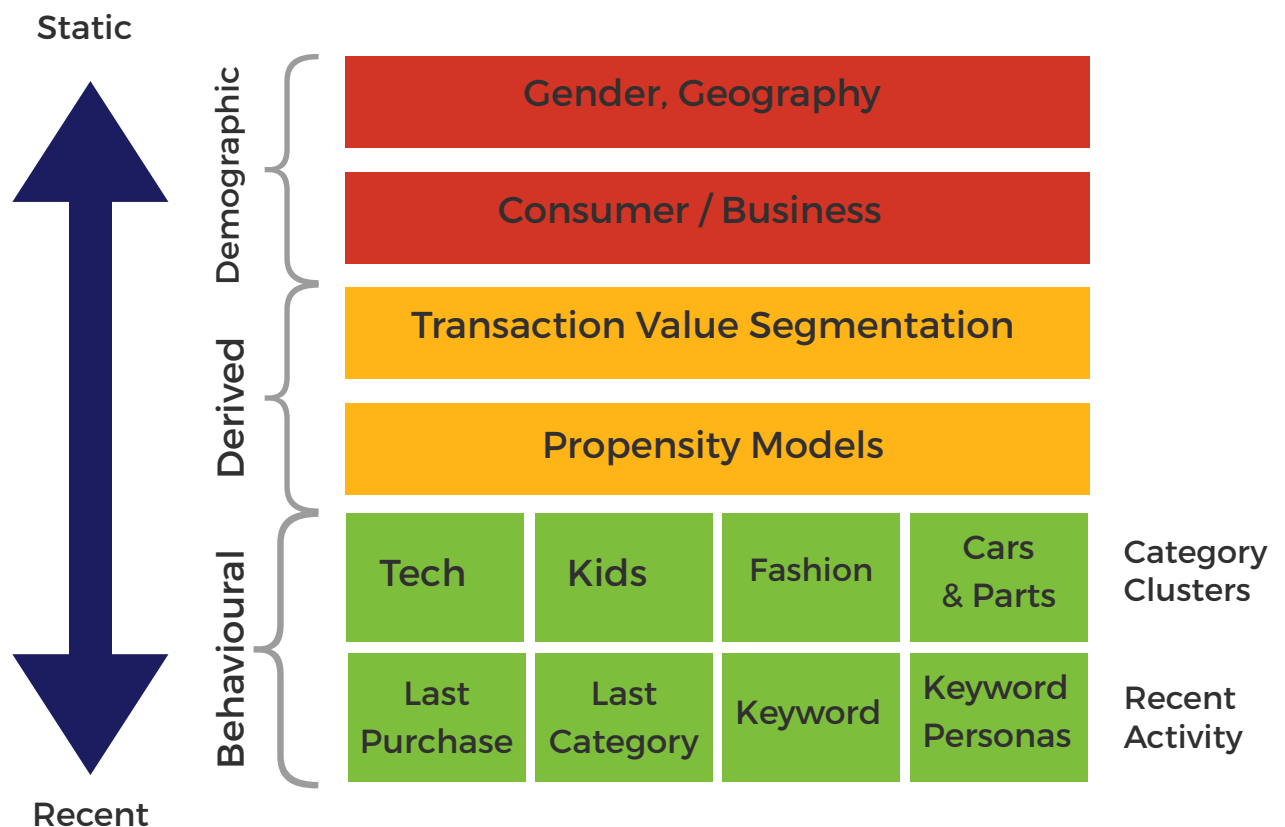 Static
Demographic
Gender, Geography
Consumer / Business
Derived
Transaction Value Segmentation
Propensity Models
Behavioural
Tech
Kids
Fashion
Cars
& Parts
Category
Clusters
Last
Purchase
Last
Category
Keyword
Keyword
Personas
Recent
Activity
Recent